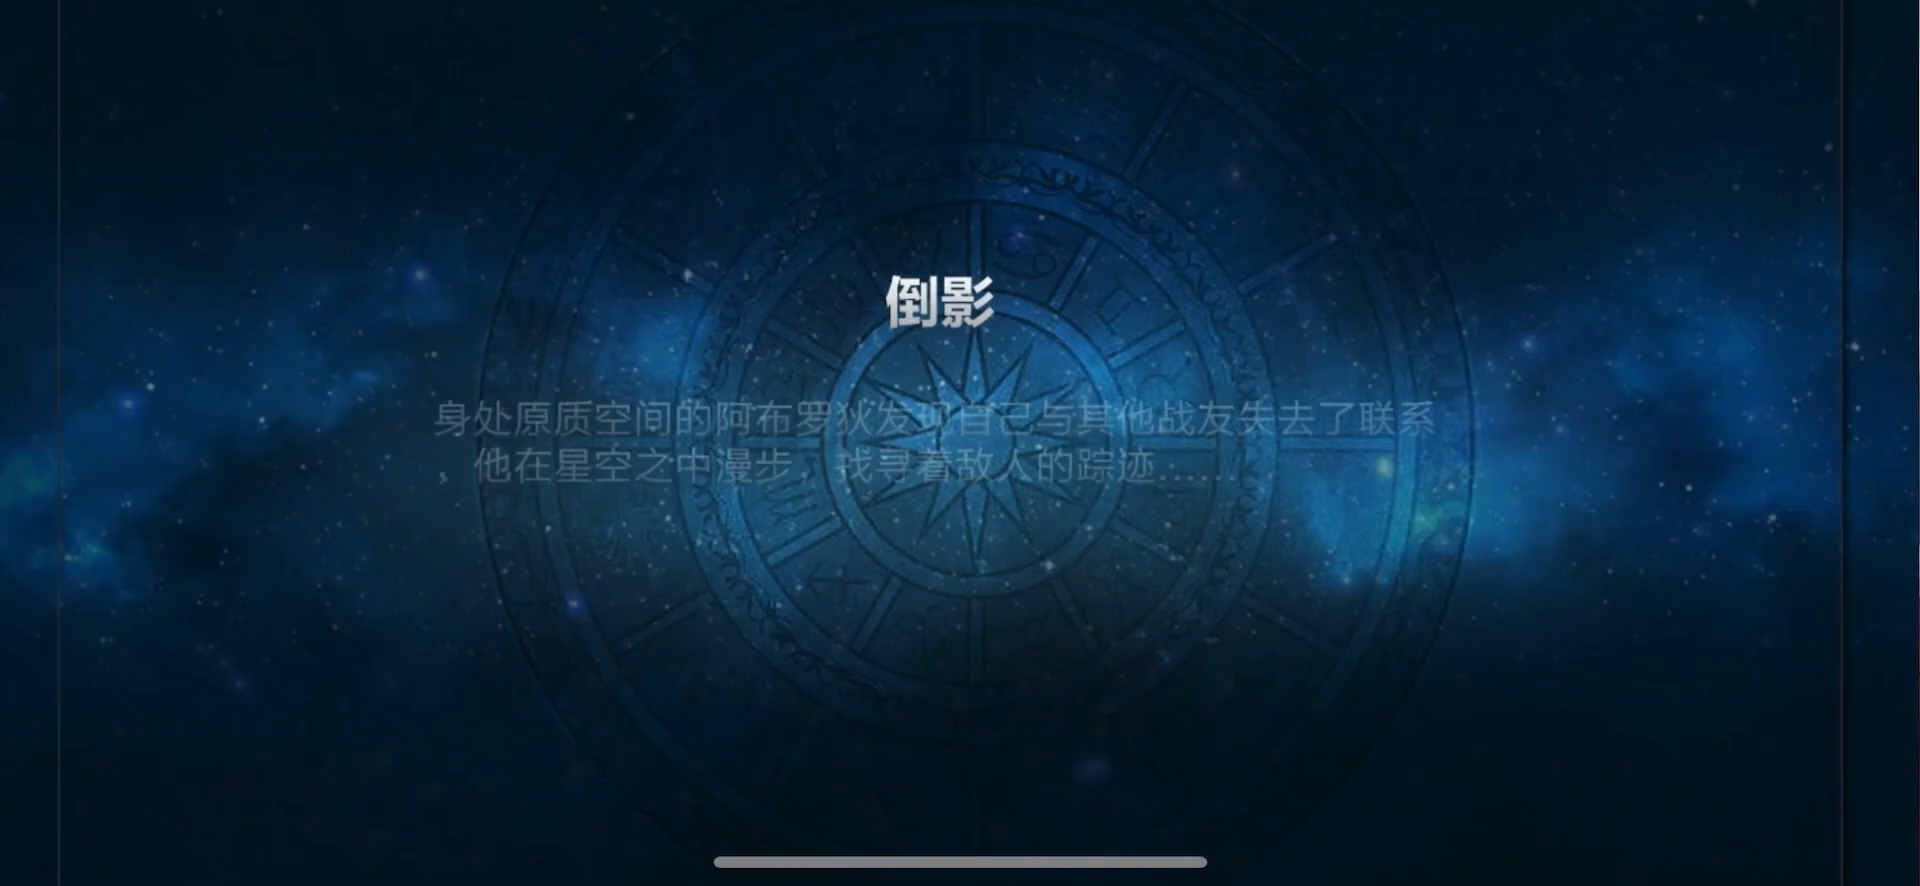 倒影
身处原质空间的阿布罗狄发现自己与其他战友失去了联系
，他在星空之中漫步，找寻着敌人的踪迹……